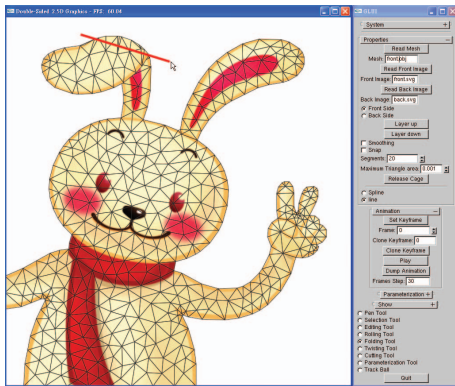 Double-Sided 2.5D Graphics - FPS 60.04
GLUI
System +
Properties −
Read Mesh
Mesh: front.obj
Read Front Image
Front Image: front.svg
Read Back Image
Back Image: back.svg
Front Side
Back Side
Layer up
Layer down
Smoothing
Snap
Segments: 20
Maximum Triangle area: 0.001
Release Cage
Spline
line
Animation −
Set Keyframe
Frame: 0
Clone Keyframe: 0
Clone Keyframe
Play
Dump Animation
Frames Step: 30
Parameterization +
Show +
Pen Tool
Selection Tool
Editing Tool
Rolling Tool
Folding Tool
Twisting Tool
Cutting Tool
Parameterization Tool
Track Ball
Quit